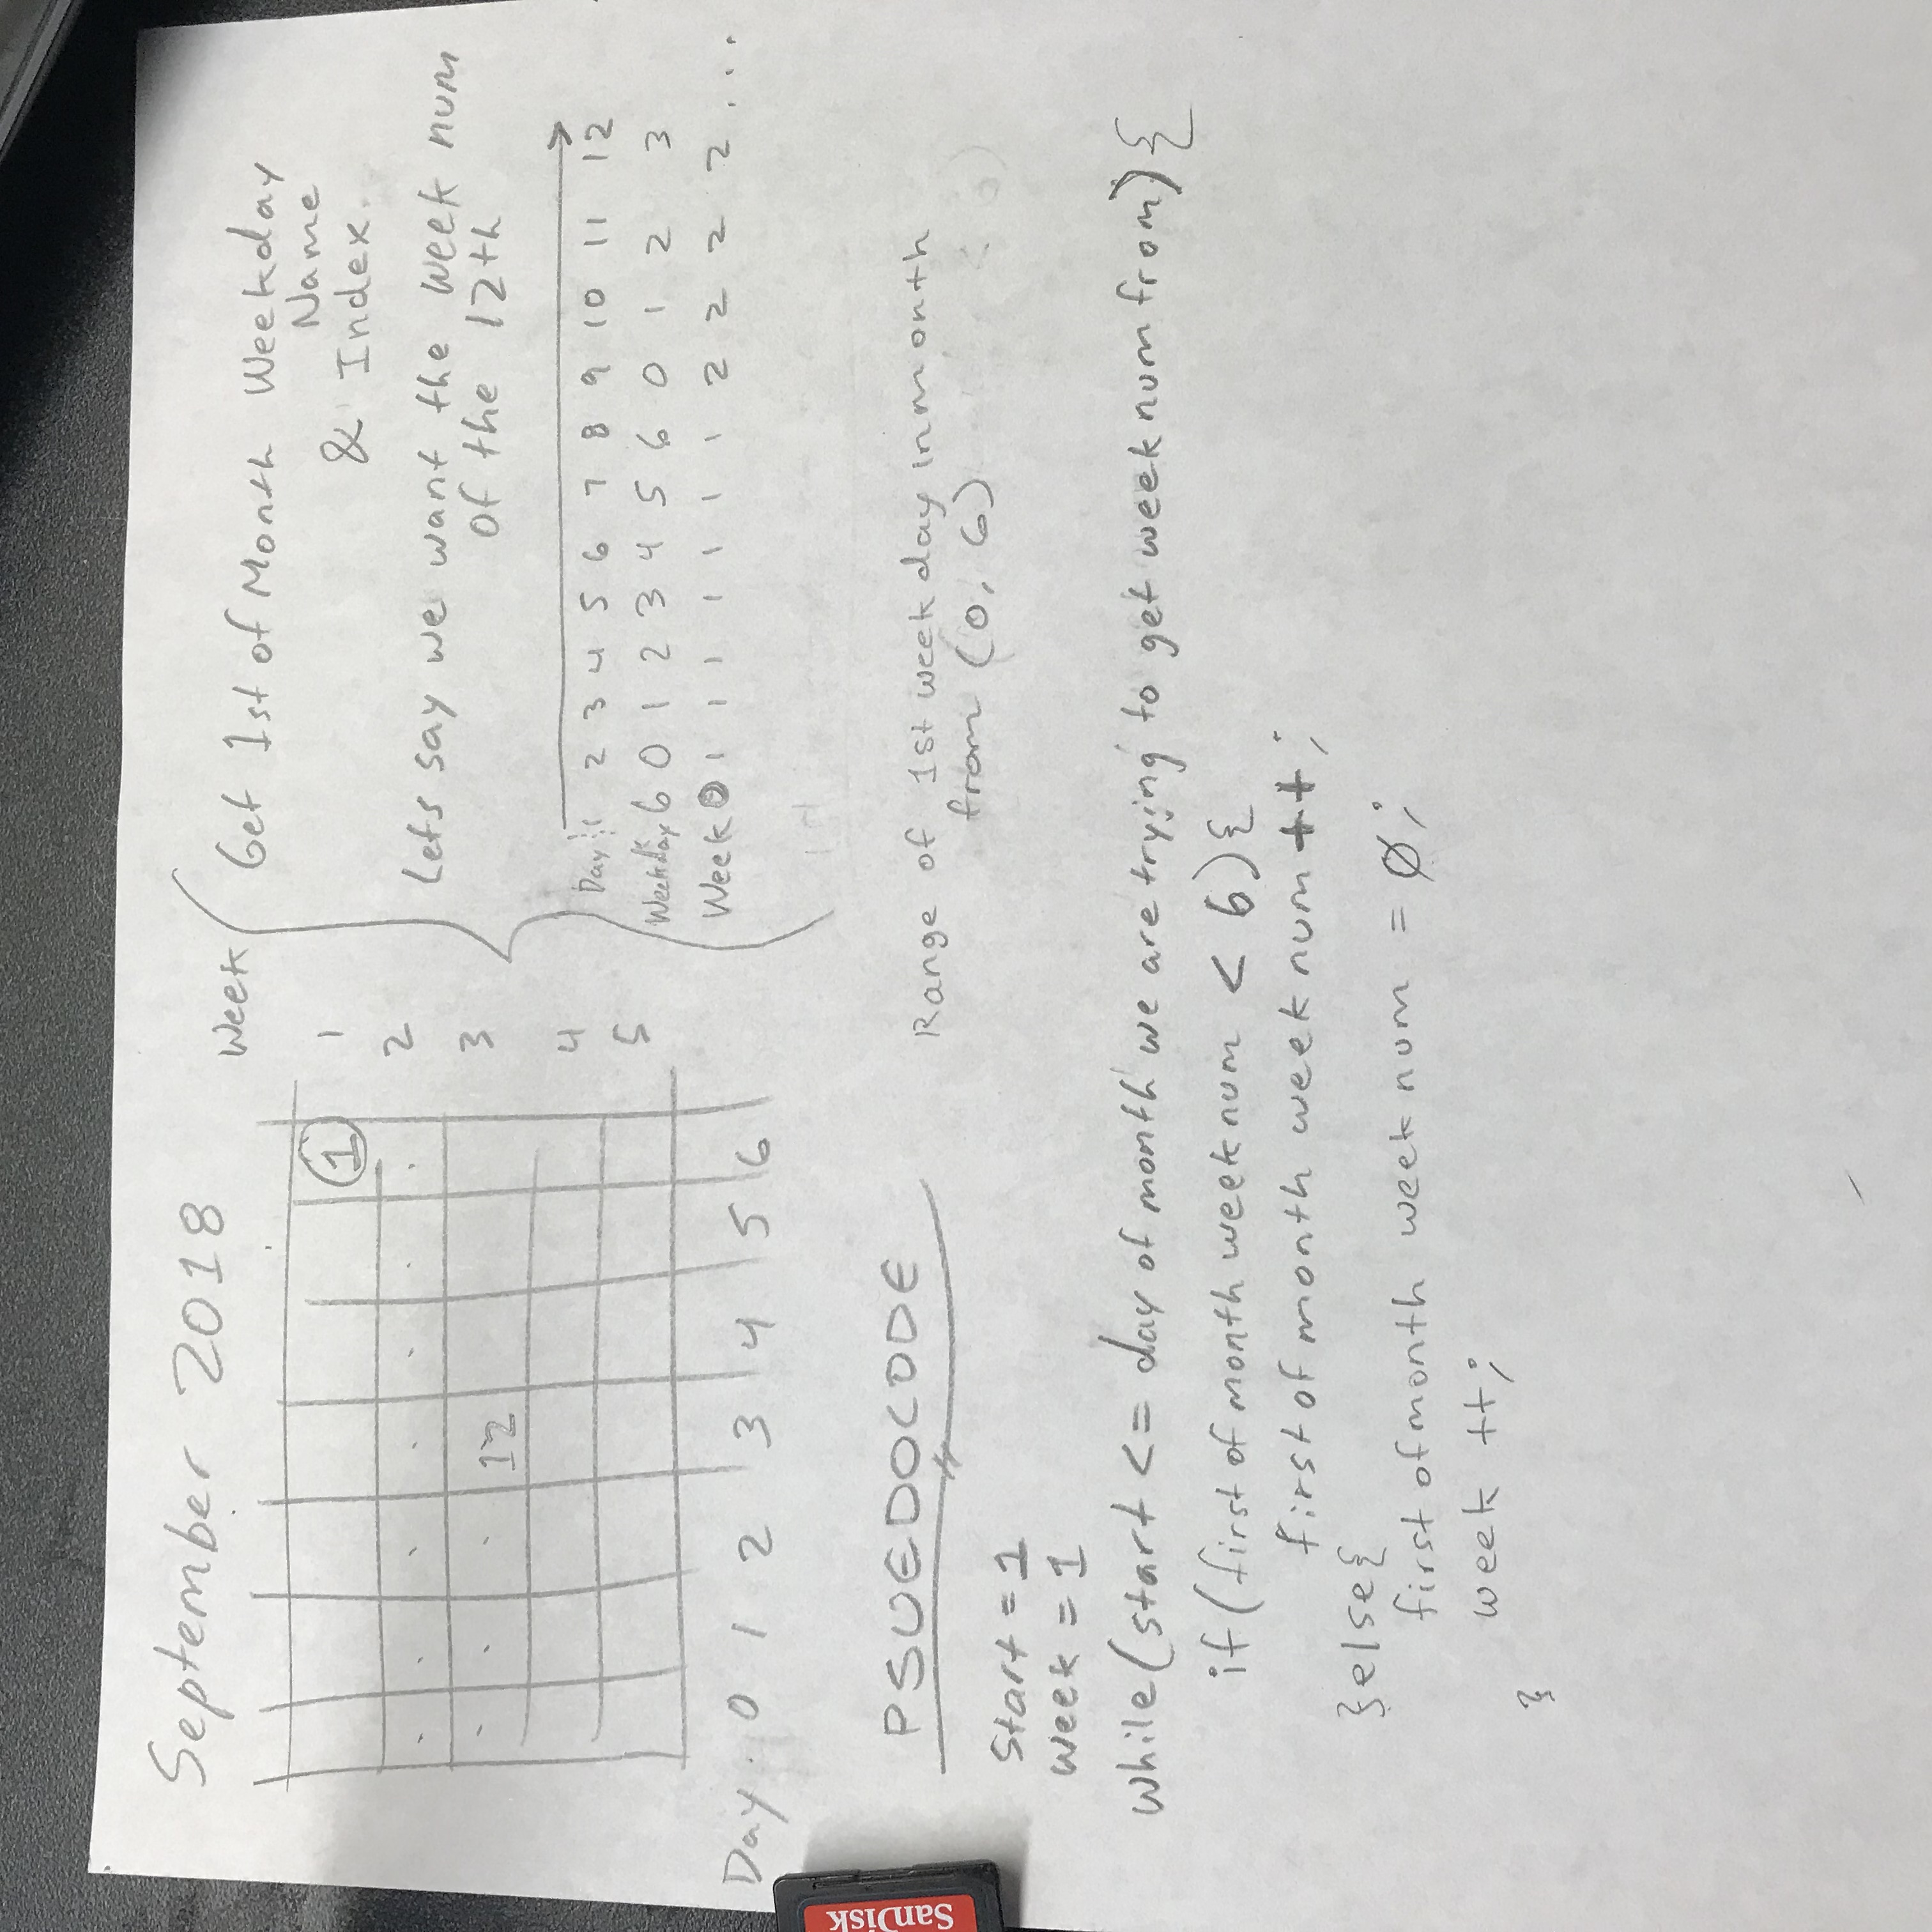 September 2018
Week
1
1
2
12
3
4
5
Day 0 1 2 3 4 5 6
Get 1st of Month Weekday
Name
& Index.
Lets say we want the week num
of the 12th
Day 1 2 3 4 5 6 7 8 9 10 11 12
Weekday 6 0 1 2 3 4 5 6 0 1 2 3
Week 0 1 1 1 1 1 1 1 2 2 2 2 ...
SanDisk
PSUEDOCODE
Range of 1st week day in month
from (0, 6)
Start = 1
Week = 1
while(start <= day of month we are trying to get week num from){
if(first of month week num < 6){
first of month week num ++;
}else{
first of month week num = Ø;
week ++;
}